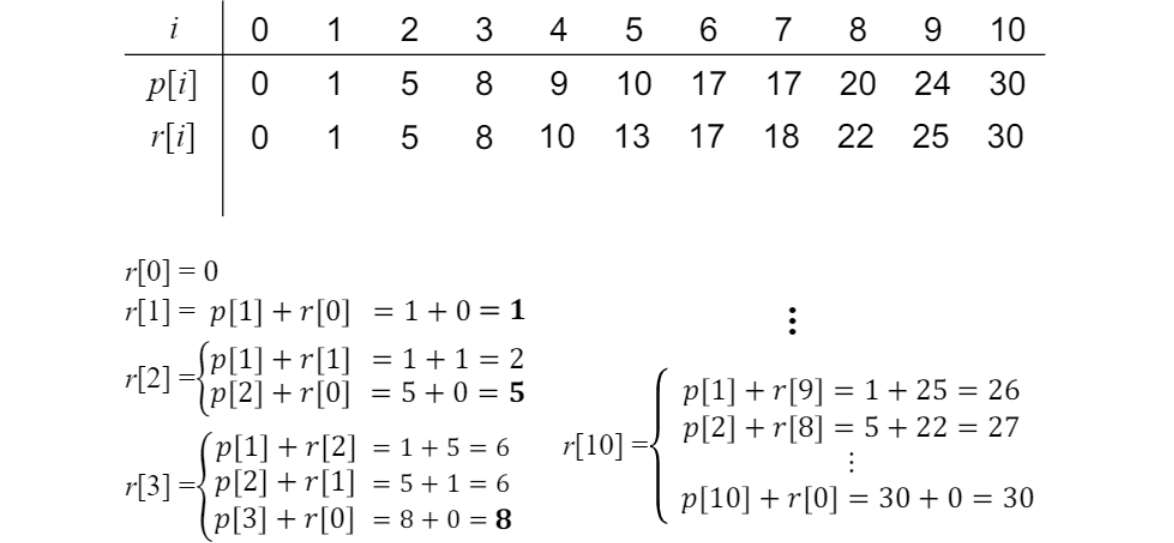 i 0 1 2 3 4 5 6 7 8 9 10
p[i] 0 1 5 8 9 10 17 17 20 24 30
r[i] 0 1 5 8 10 13 17 18 22 25 30
r[0] = 0
r[1] = p[1] + r[0] = 1 + 0 = 1
r[2] = { p[1] + r[1] = 1 + 1 = 2
p[2] + r[0] = 5 + 0 = 5
r[3] = { p[1] + r[2] = 1 + 5 = 6
p[2] + r[1] = 5 + 1 = 6
p[3] + r[0] = 8 + 0 = 8
⋮
r[10] = { p[1] + r[9] = 1 + 25 = 26
p[2] + r[8] = 5 + 22 = 27
⋮
p[10] + r[0] = 30 + 0 = 30